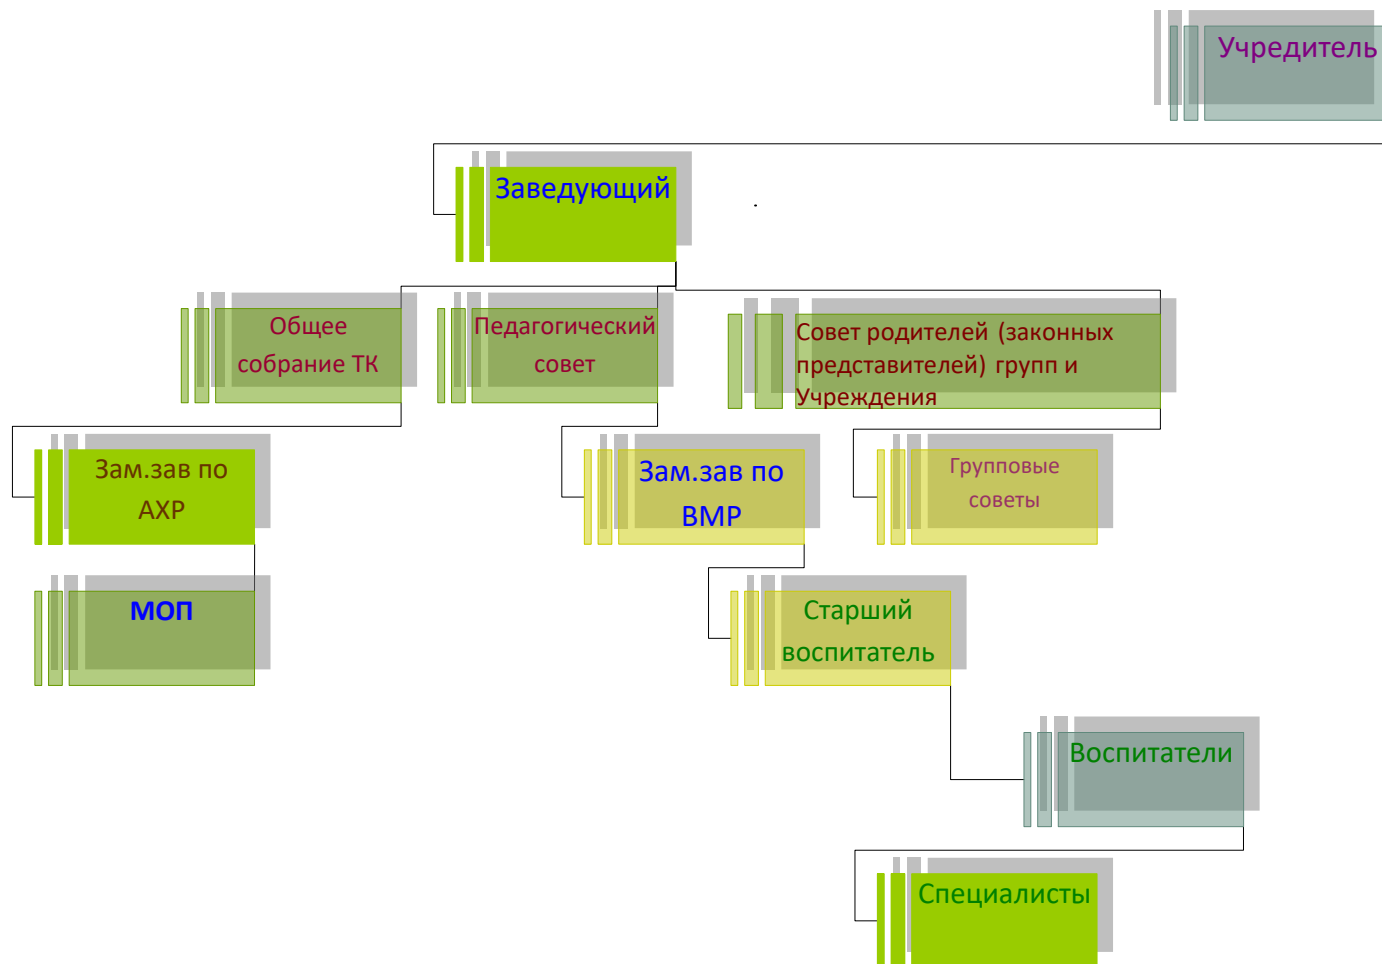 Учредитель
Заведующий
.
Общее
собрание ТК
Педагогический
совет
Совет родителей (законных
представителей) групп и
Учреждения
Зам.зав по
АХР
Зам.зав по
ВМР
Групповые
советы
МОП
Старший
воспитатель
Воспитатели
Специалисты